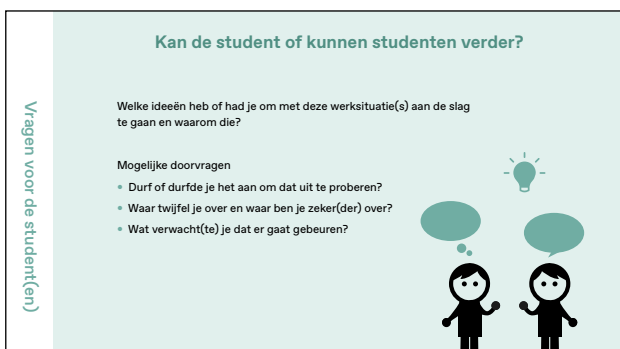 Kan de student of kunnen studenten verder?
Vragen voor de student(en)
Welke ideeën heb of had je om met deze werksituatie(s) aan de slag
te gaan en waarom die?
Mogelijke doorvragen
• Durf of durfde je het aan om dat uit te proberen?
• Waar twijfel je over en waar ben je zeker(der) over?
• Wat verwacht(te) je dat er gaat gebeuren?